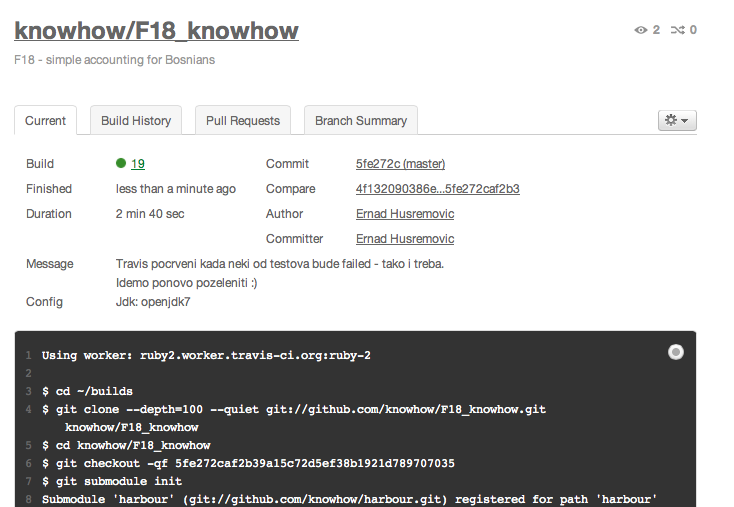 knowhow/F18_knowhow
2 0
F18 - simple accounting for Bosnians
Current Build History Pull Requests Branch Summary
Build 19 Commit 5fe272c (master)
Finished less than a minute ago Compare 4f132090386e...5fe272caf2b3
Duration 2 min 40 sec Author Ernad Husremovic
Committer Ernad Husremovic
Message Travis pocrveni kada neki od testova bude failed - tako i treba.
Idemo ponovo pozeleniti :)
Config Jdk: openjdk7
1 Using worker: ruby2.worker.travis-ci.org:ruby-2
2
3 $ cd ~/builds
4 $ git clone --depth=100 --quiet git://github.com/knowhow/F18_knowhow.git
knowhow/F18_knowhow
5 $ cd knowhow/F18_knowhow
6 $ git checkout -qf 5fe272caf2b39a15c72d5ef38b1921d789707035
7 $ git submodule init
8 Submodule 'harbour' (git://github.com/knowhow/harbour.git) registered for path 'harbour'